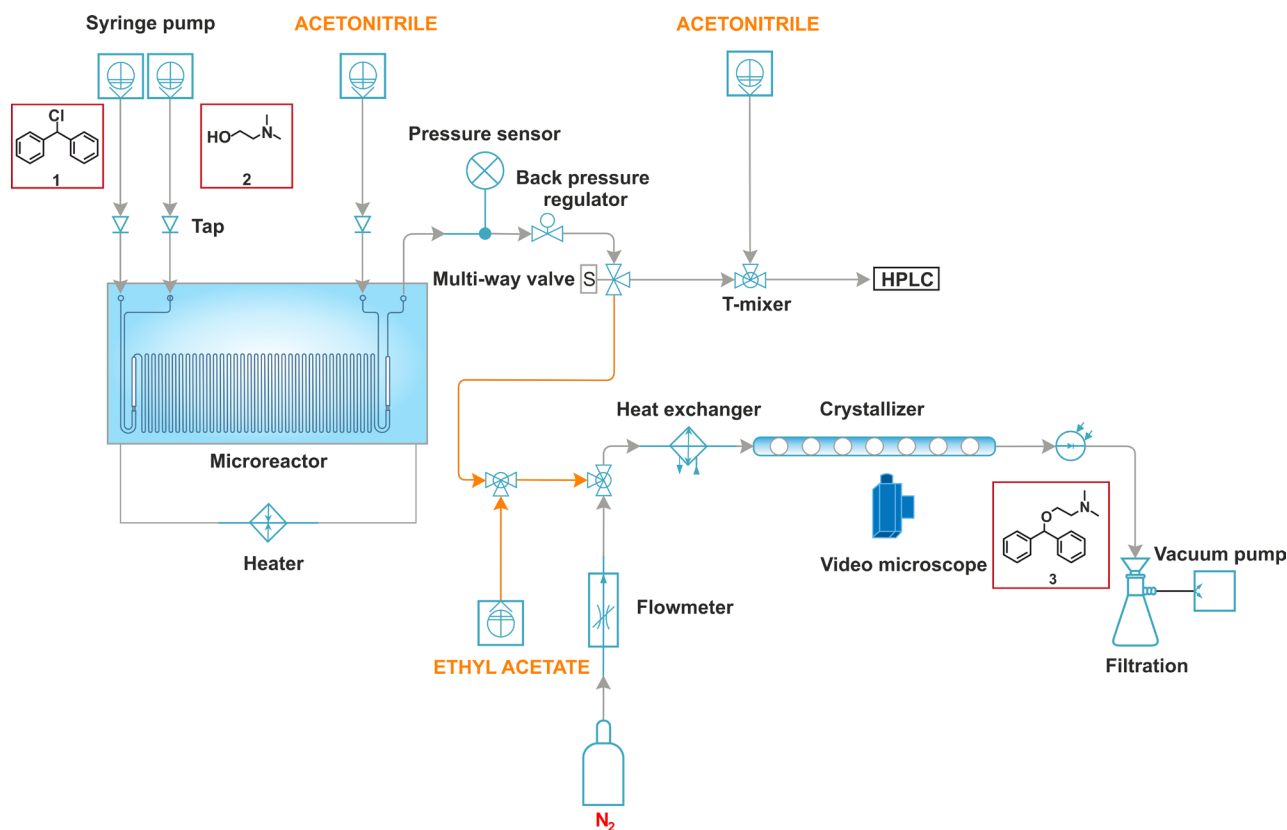 Syringe pump
ACETONITRILE
ACETONITRILE
Cl
1
HO
N
2
Tap
Pressure sensor
Back pressure
regulator
Multi-way valve
S
T-mixer
HPLC
Microreactor
Heater
Heat exchanger
Crystallizer
Video microscope
N
O
3
Vacuum pump
Filtration
Flowmeter
ETHYL ACETATE
N₂